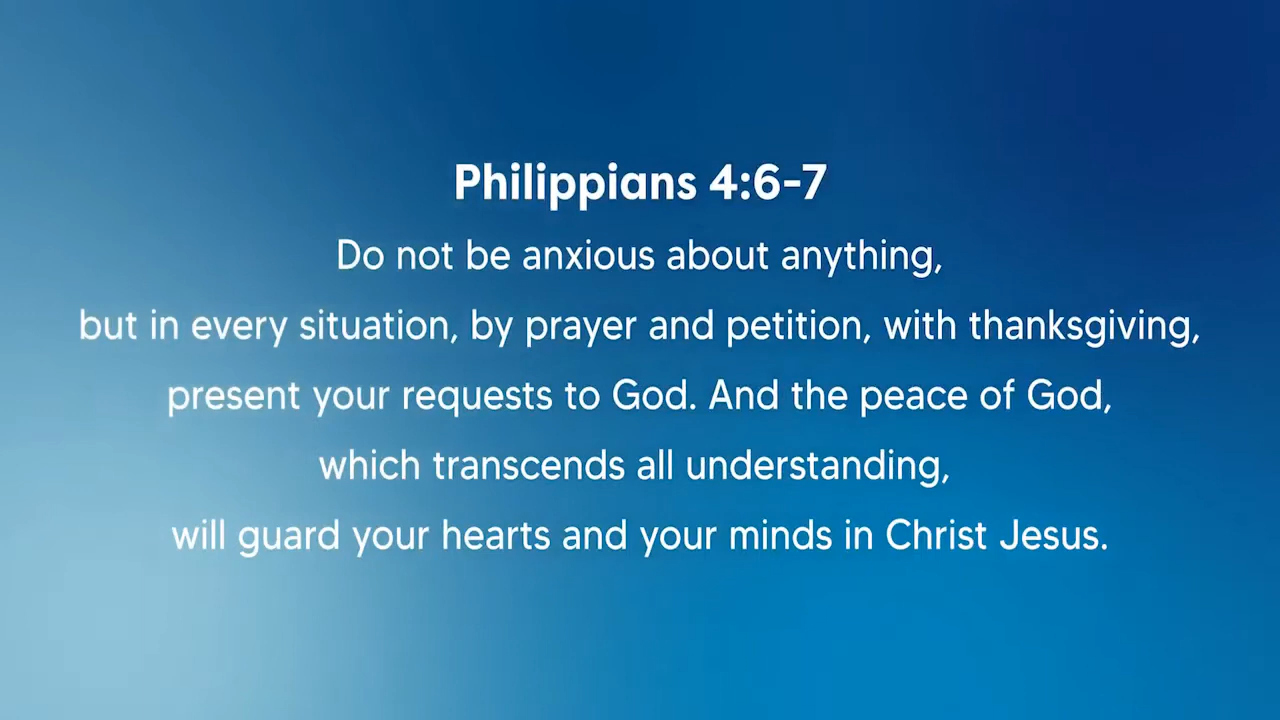 Philippians 4:6-7
Do not be anxious about anything,
but in every situation, by prayer and petition, with thanksgiving,
present your requests to God. And the peace of God,
which transcends all understanding,
will guard your hearts and your minds in Christ Jesus.